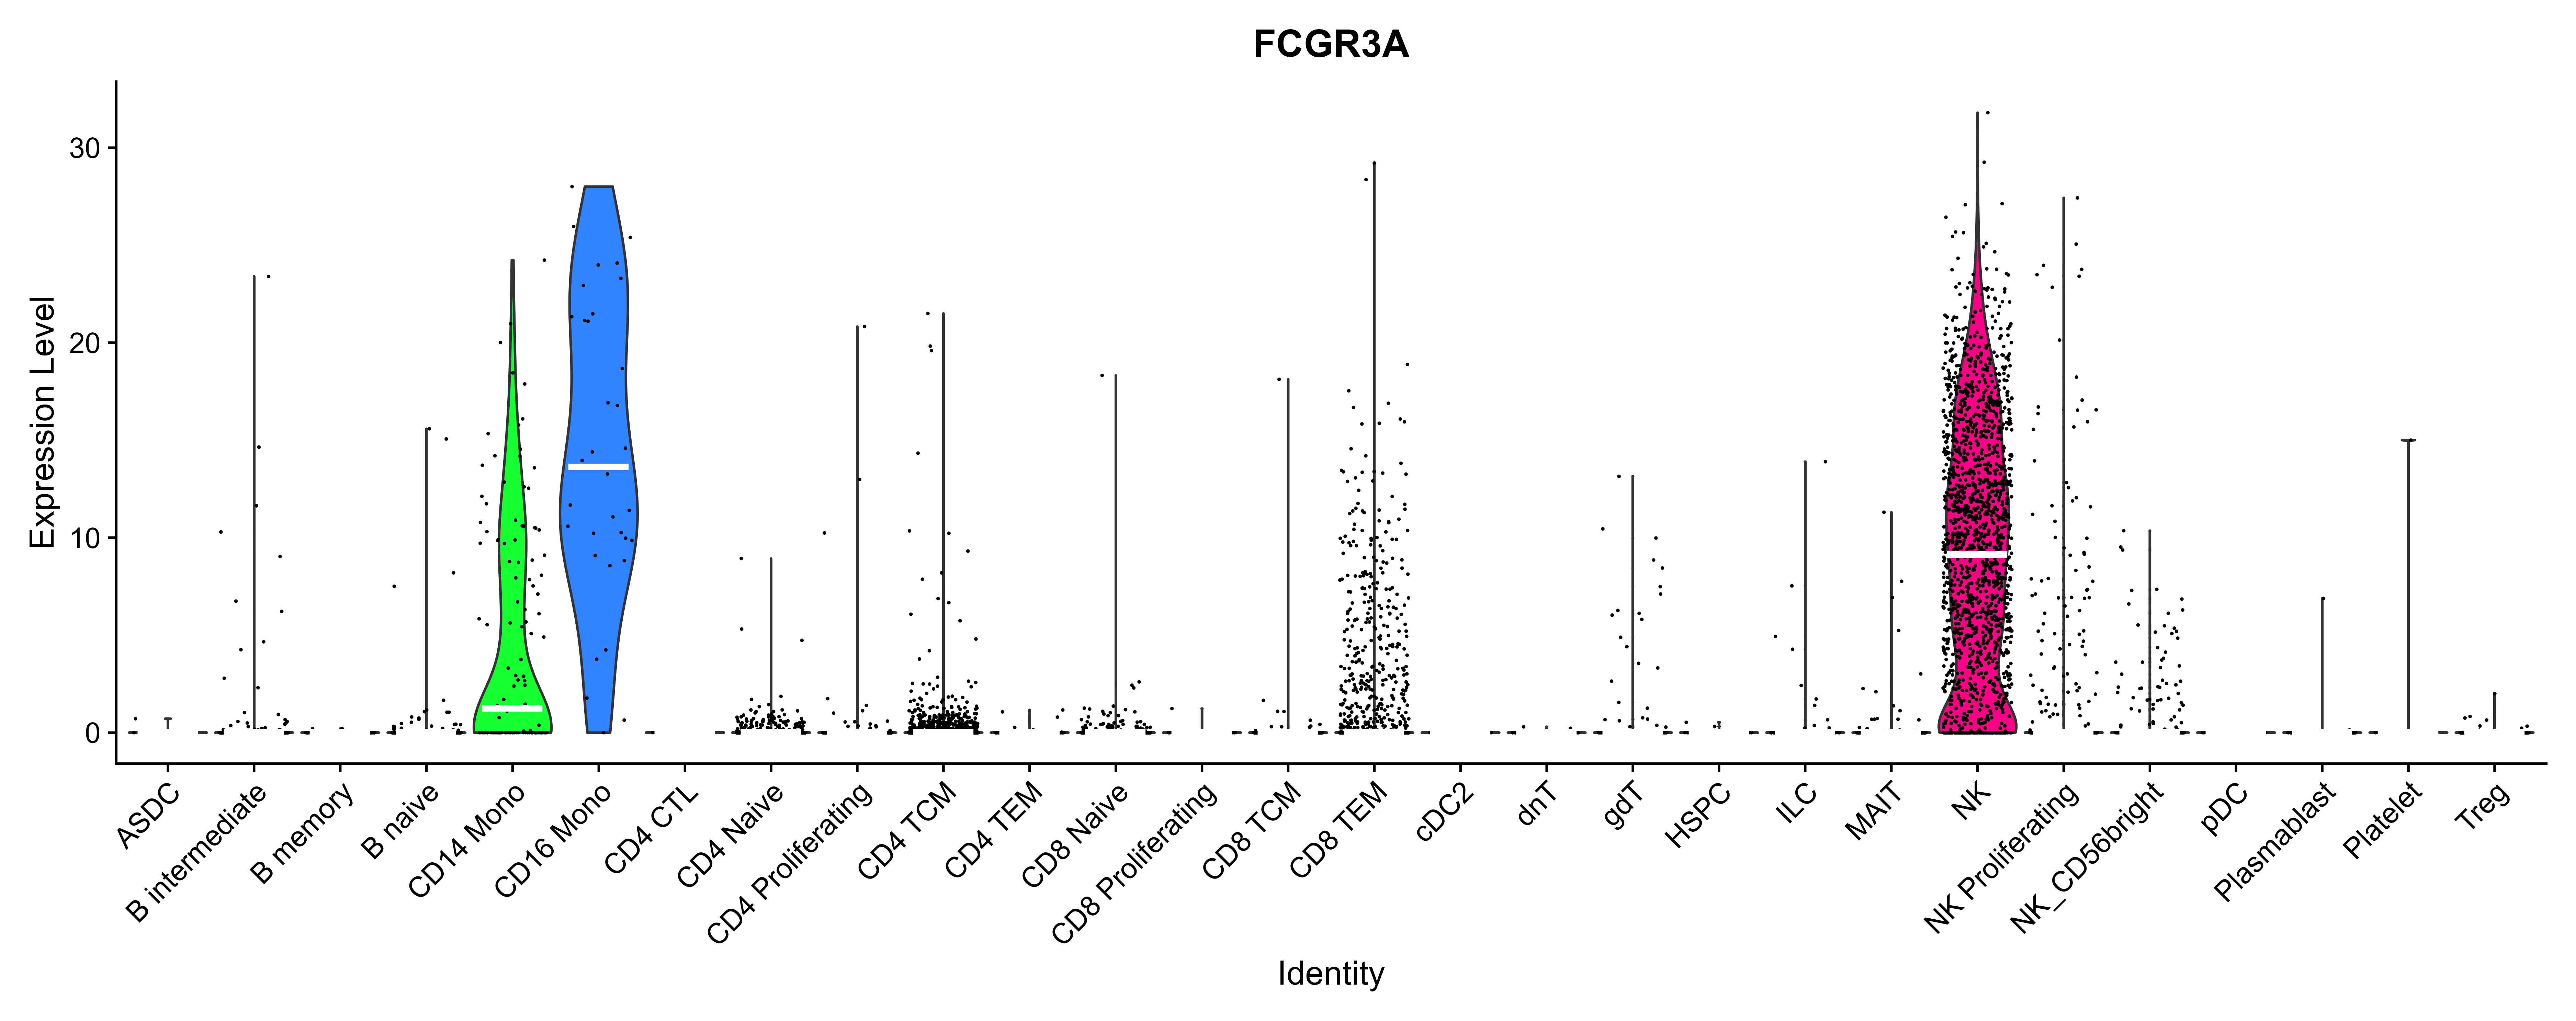 FCGR3A
Expression Level
30
20
10
0
ASDC
B intermediate
B memory
B naive
CD14 Mono
CD16 Mono
CD4 CTL
CD4 Naive
CD4 Proliferating
CD4 TCM
CD4 TEM
CD8 Naive
CD8 Proliferating
CD8 TCM
CD8 TEM
cDC2
dnT
gdT
HSPC
ILC
MAIT
NK
NK Proliferating
NK_CD56bright
pDC
Plasmablast
Platelet
Treg
Identity